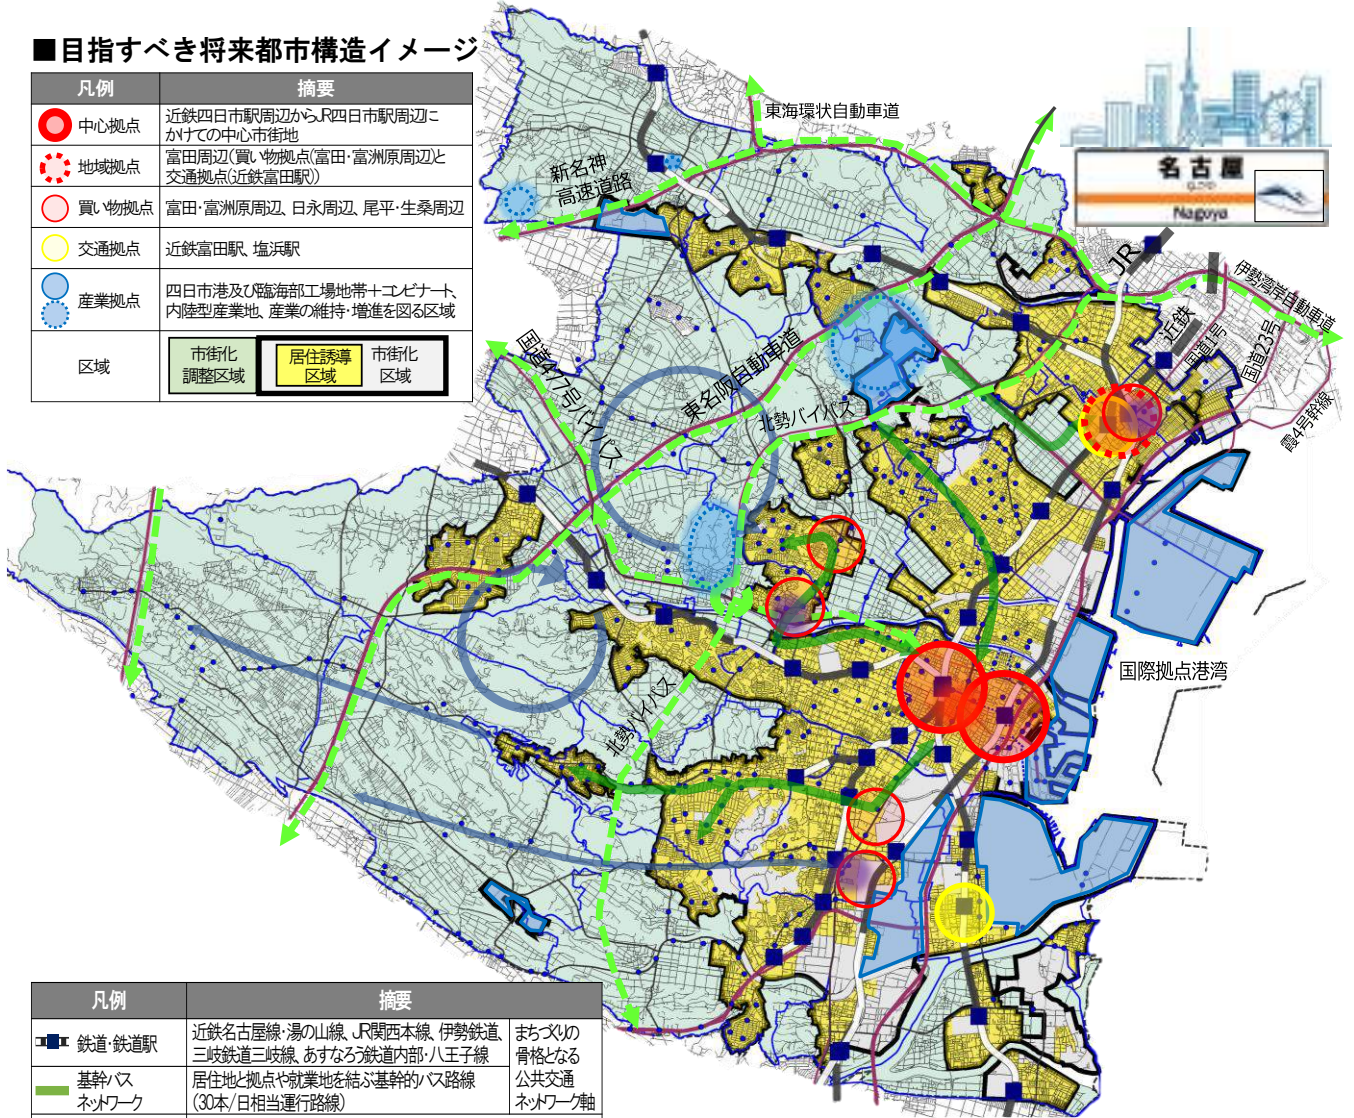 ■目指すべき将来都市構造イメージ
凡例
摘要
中心拠点
近鉄四日市駅周辺からJR四日市駅周辺に
かけての中心市街地
地域拠点
富田周辺(買い物拠点(富田・富洲原周辺)と
交通拠点(近鉄富田駅))
買い物拠点
富田・富洲原周辺、日永周辺、尾平・生桑周辺
交通拠点
近鉄富田駅、塩浜駅
産業拠点
四日市港及び臨海部工場地帯+コンビナート、
内陸型産業地、産業の維持・増進を図る区域
区域
市街化
調整区域
居住誘導
区域
市街化
区域
東海環状自動車道
新名神
高速道路
名古屋
Nagoya
JR
近鉄
国道1号
国道23号
伊勢湾岸自動車道
霞4号幹線
国道477号バイパス
東名阪自動車道
北勢バイパス
国際拠点港湾
北勢バイパス
凡例
摘要
鉄道・鉄道駅
近鉄名古屋線・湯の山線、JR関西本線、伊勢鉄道、
三岐鉄道三岐線、あすなろう鉄道内部・八王子線
基幹バス
ネットワーク
居住地と拠点や就業地を結ぶ基幹的バス路線
(30本/日相当運行路線)
まちづくりの
骨格となる
公共交通
ネットワーク軸